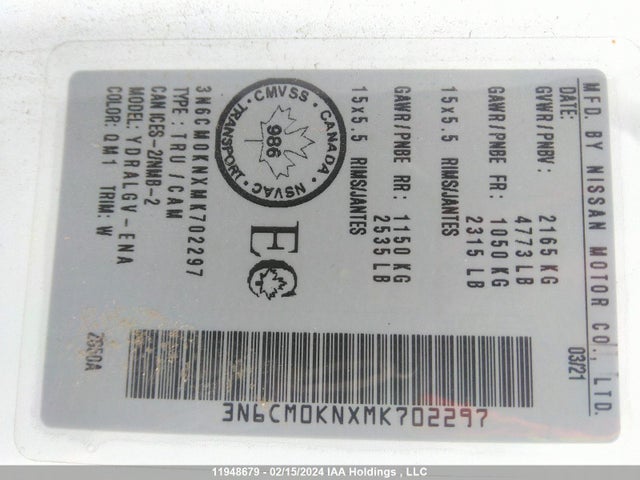 MFD. BY NISSAN MOTOR CO., LTD.
DATE: 03/21
GVWR/PNBV: 2165 KG
4773 LB
GAWR/PNBE FR: 1050 KG
2315 LB
15x5.5 RIMS/JANTES
GAWR/PNBE RR: 1150 KG
2535 LB
15x5.5 RIMS/JANTES
CMVSS · CANADA · NSVAC · TRANSPORT
986
EC
3N6CM0KNXMK702297
TYPE: TRU/CAM
CAN ICES-2/NMB-2
MODEL: YDRALGV-ENA
COLOR: QM1 TRIM: W
3N6CM0KNXMK702297
11948679 - 02/15/2024 IAA Holdings , LLC